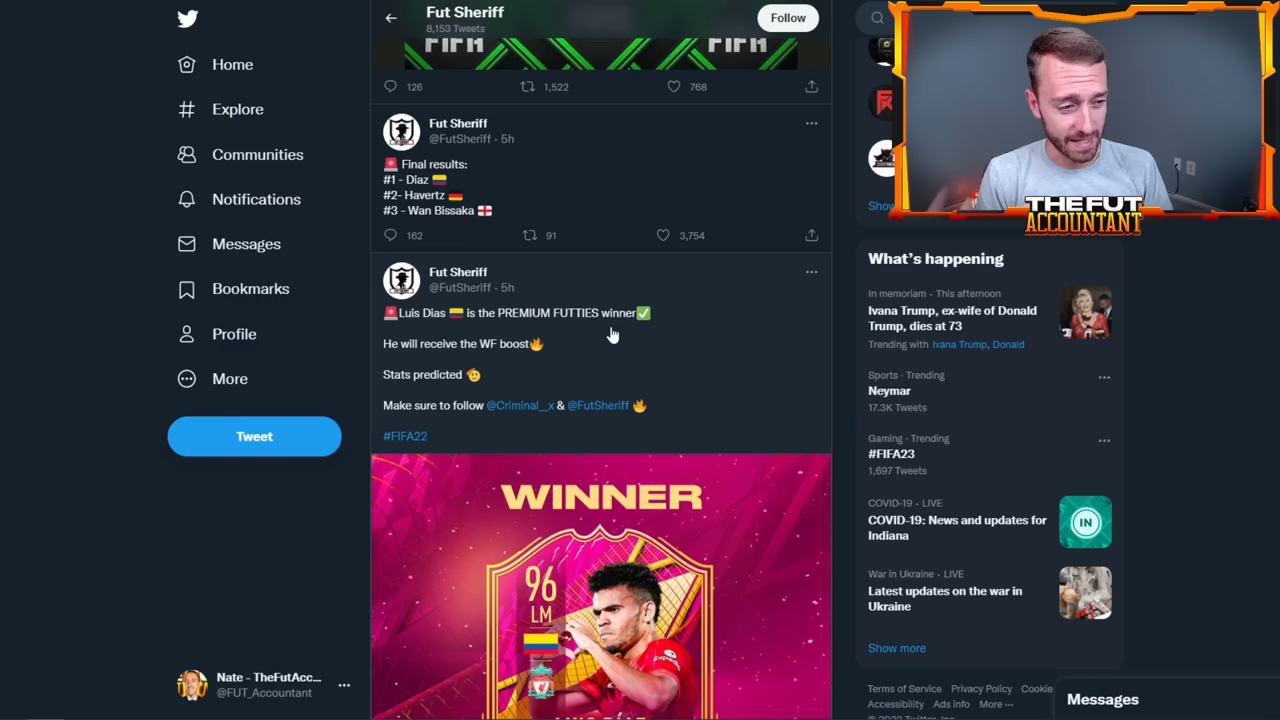 Fut Sheriff
8,153 Tweets
Follow
FIFA FIFA
126 1,522 768
Home
Explore
Communities
Notifications
Messages
Bookmarks
Profile
More
Tweet
Nate - TheFutAcc...
@FUT_Accountant
Fut Sheriff
@FutSheriff · 5h
🚨 Final results:
#1 - Diaz 🇨🇴
#2- Havertz 🇩🇪
#3 - Wan Bissaka 🏴󠁧󠁢󠁥󠁮󠁧󠁿
162 91 3,754
Fut Sheriff
@FutSheriff · 5h
🚨Luis Dias 🇨🇴 is the PREMIUM FUTTIES winner✅
He will receive the WF boost🔥
Stats predicted 🫡
Make sure to follow @Criminal__x & @FutSheriff 🔥
#FIFA22
WINNER
96
LM
Expedia
THE FUT
ACCOUNTANT
What's happening
In memoriam · This afternoon
Ivana Trump, ex-wife of Donald
Trump, dies at 73
Trending with Ivana Trump, Donald
Sports · Trending
Neymar
17.3K Tweets
Gaming · Trending
#FIFA23
1,697 Tweets
COVID-19 · LIVE
COVID-19: News and updates for
Indiana
IN
War in Ukraine · LIVE
Latest updates on the war in
Ukraine
Show more
Terms of Service Privacy Policy Cookie
Accessibility Ads info More ···
Messages